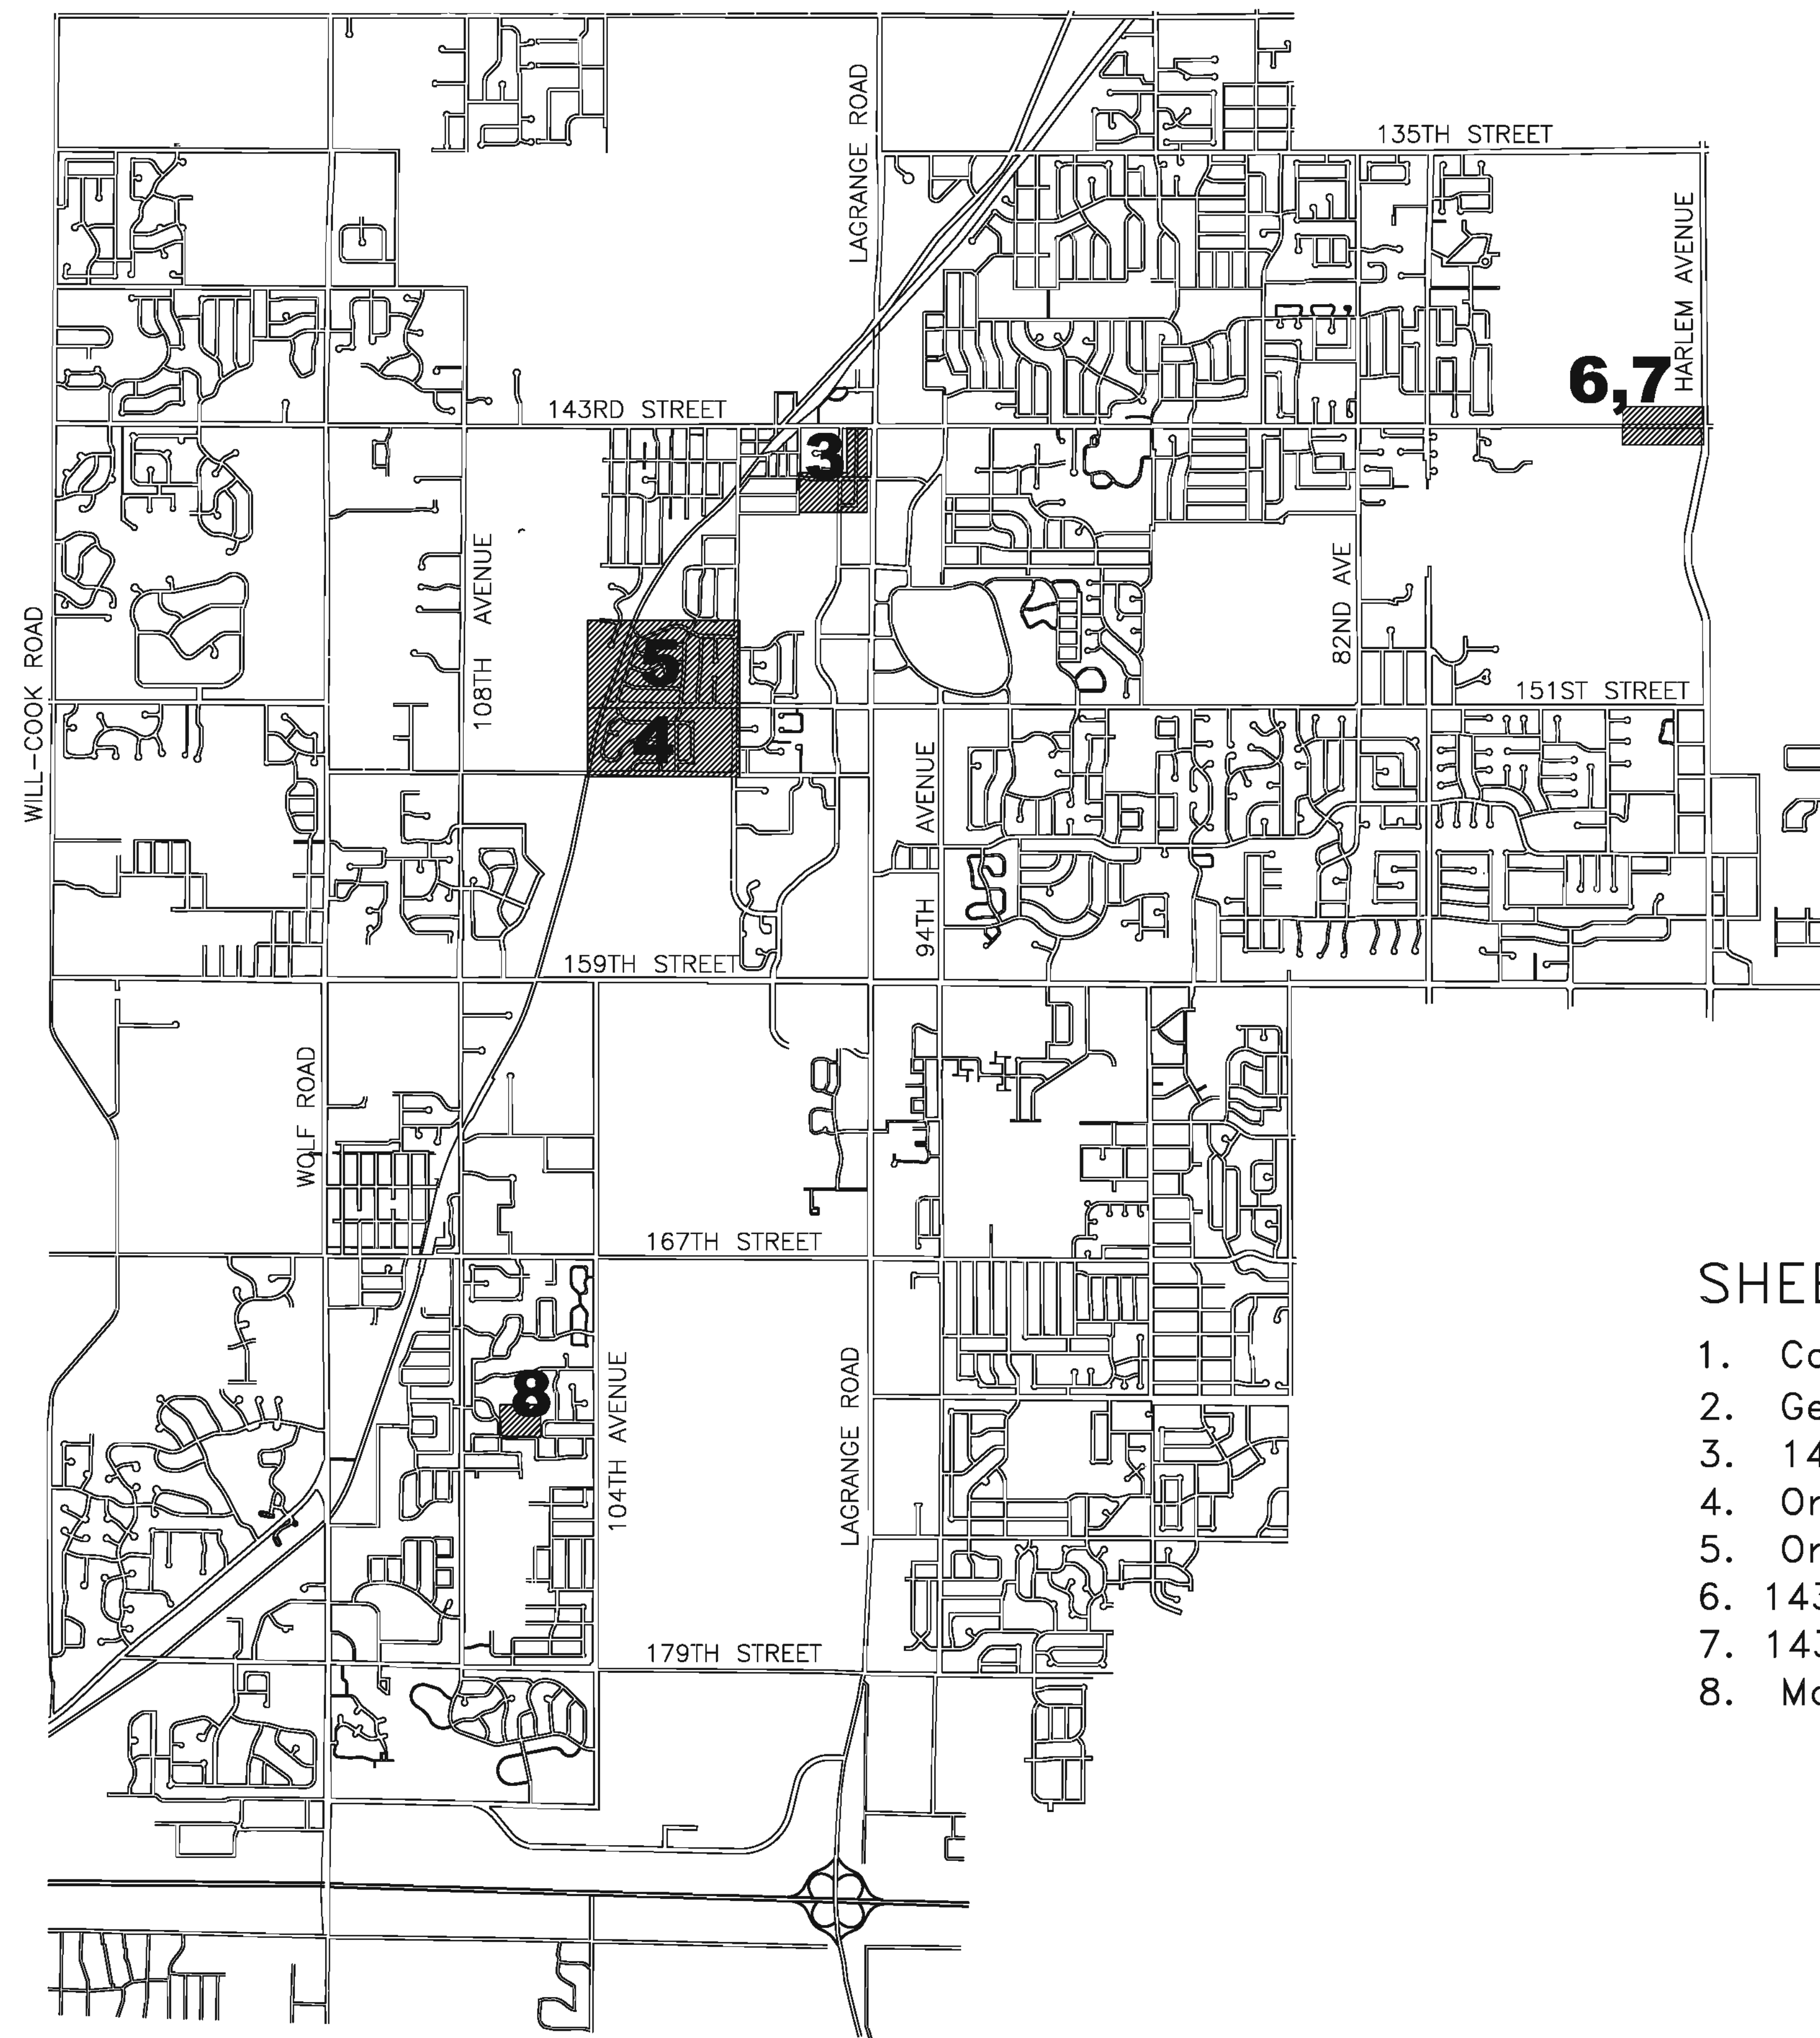 135TH STREET
LAGRANGE ROAD
HARLEM AVENUE
6,7
143RD STREET
3
108TH AVENUE
82ND AVE
WILL-COOK ROAD
5
151ST STREET
4
94TH AVENUE
159TH STREET
WOLF ROAD
167TH STREET
8
104TH AVENUE
LAGRANGE ROAD
179TH STREET
SHEE
1. Co
2. Ge
3. 14
4. Or
5. Or
6. 143
7. 143
8. Mo